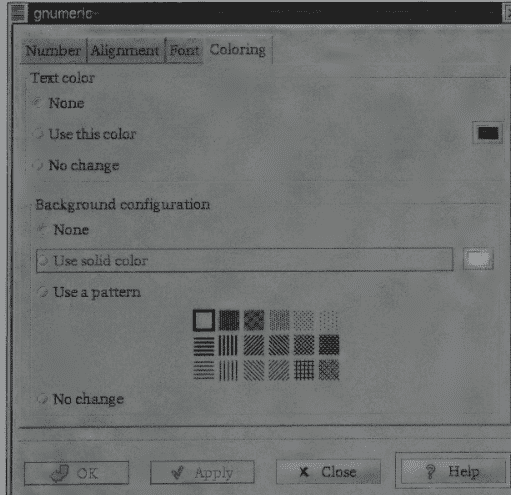 gnumeric
Number Alignment Font Coloring
Text color
None
Use this color
No change
Background configuration
None
Use solid color
Use a pattern
No change
OK Apply Close Help